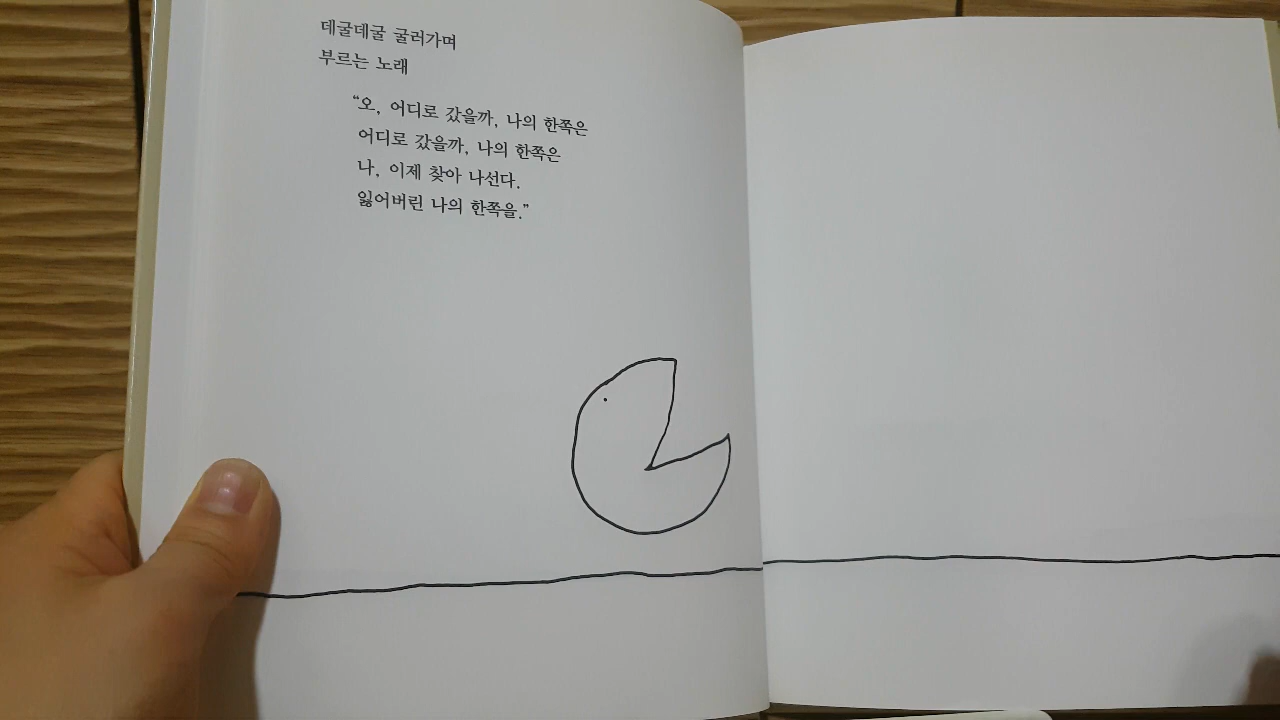 데굴데굴 굴러가며
부르는 노래
“오, 어디로 갔을까, 나의 한쪽은
어디로 갔을까, 나의 한쪽은
나, 이제 찾아 나선다.
잃어버린 나의 한쪽을.”